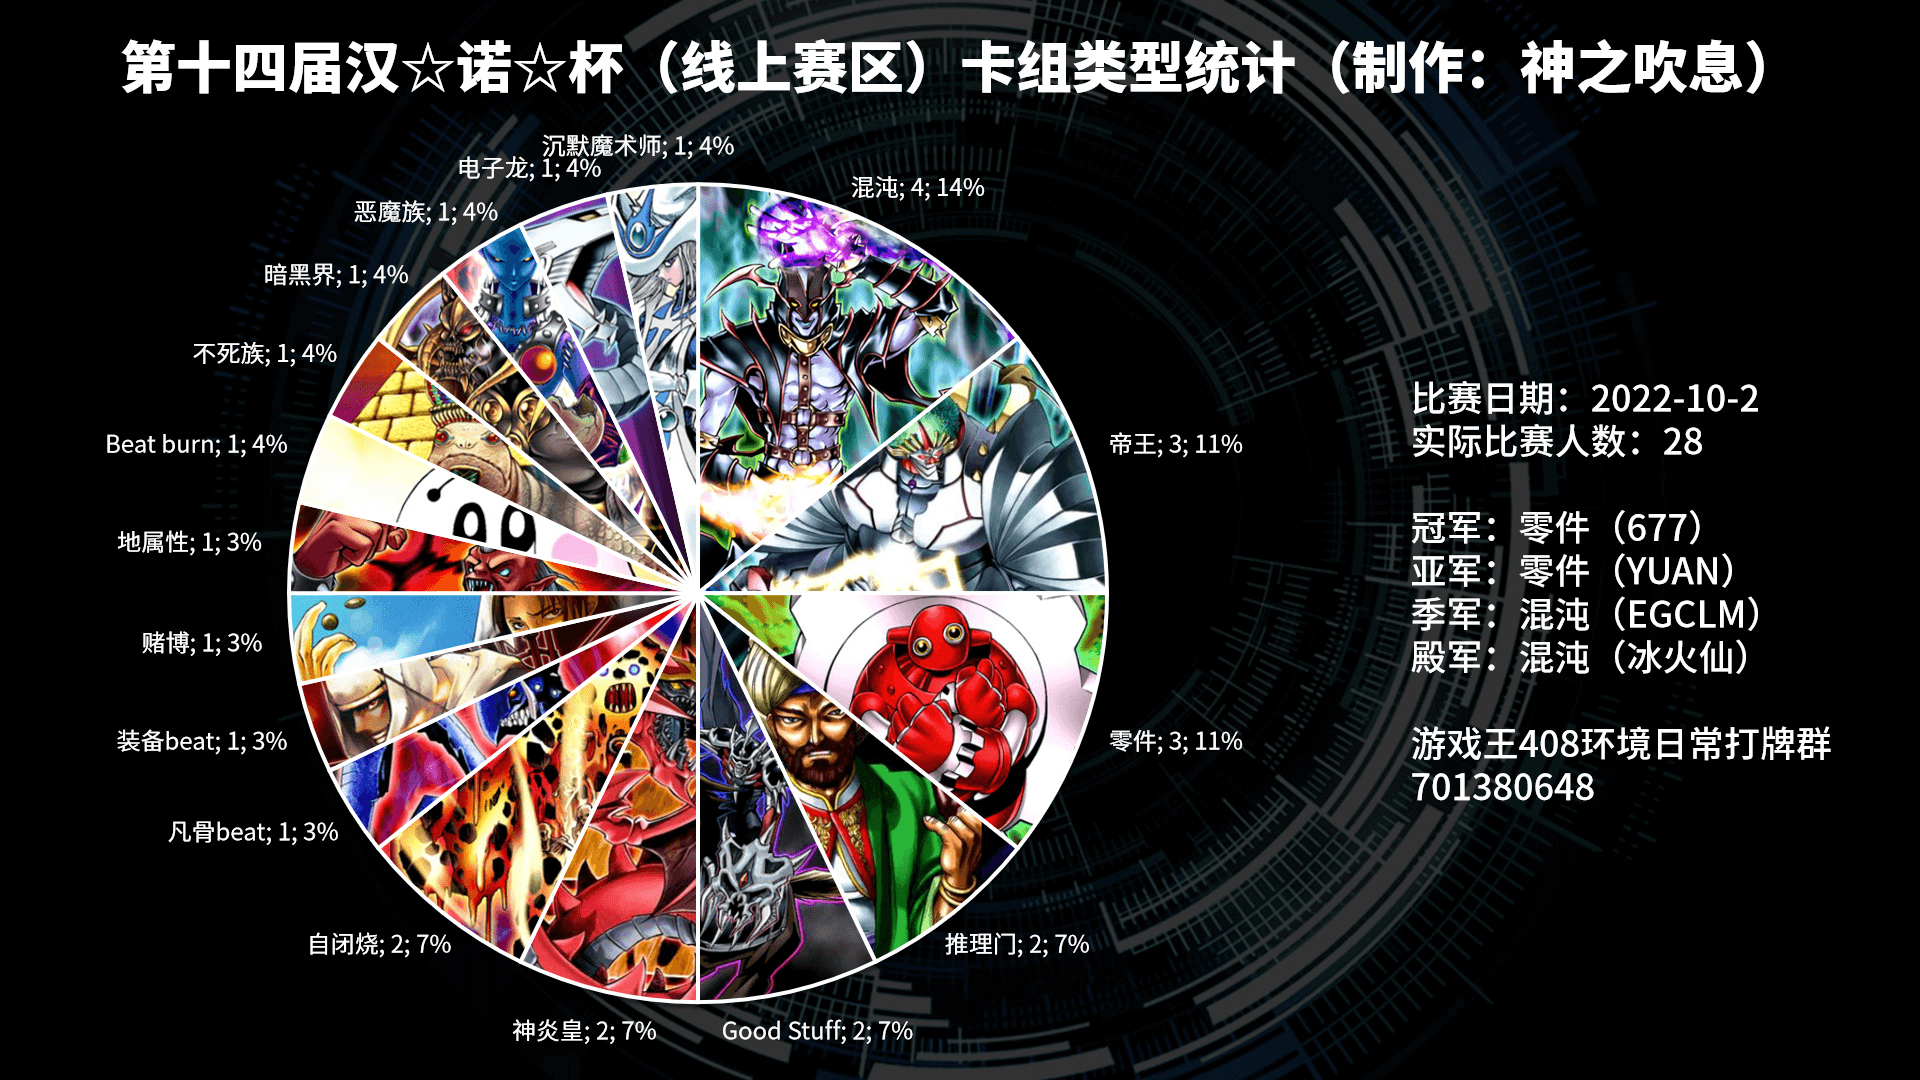 第十四届汉☆诺☆杯（线上赛区）卡组类型统计（制作：神之吹息）
沉默魔术师; 1; 4%
电子龙; 1; 4%
混沌; 4; 14%
恶魔族; 1; 4%
暗黑界; 1; 4%
不死族; 1; 4%
Beat burn; 1; 4%
帝王; 3; 11%
地属性; 1; 3%
赌博; 1; 3%
装备beat; 1; 3%
零件; 3; 11%
凡骨beat; 1; 3%
自闭烧; 2; 7%
推理门; 2; 7%
神炎皇; 2; 7%
Good Stuff; 2; 7%
比赛日期：2022-10-2
实际比赛人数：28
冠军：零件（677）
亚军：零件（YUAN）
季军：混沌（EGCLM）
殿军：混沌（冰火仙）
游戏王408环境日常打牌群
701380648